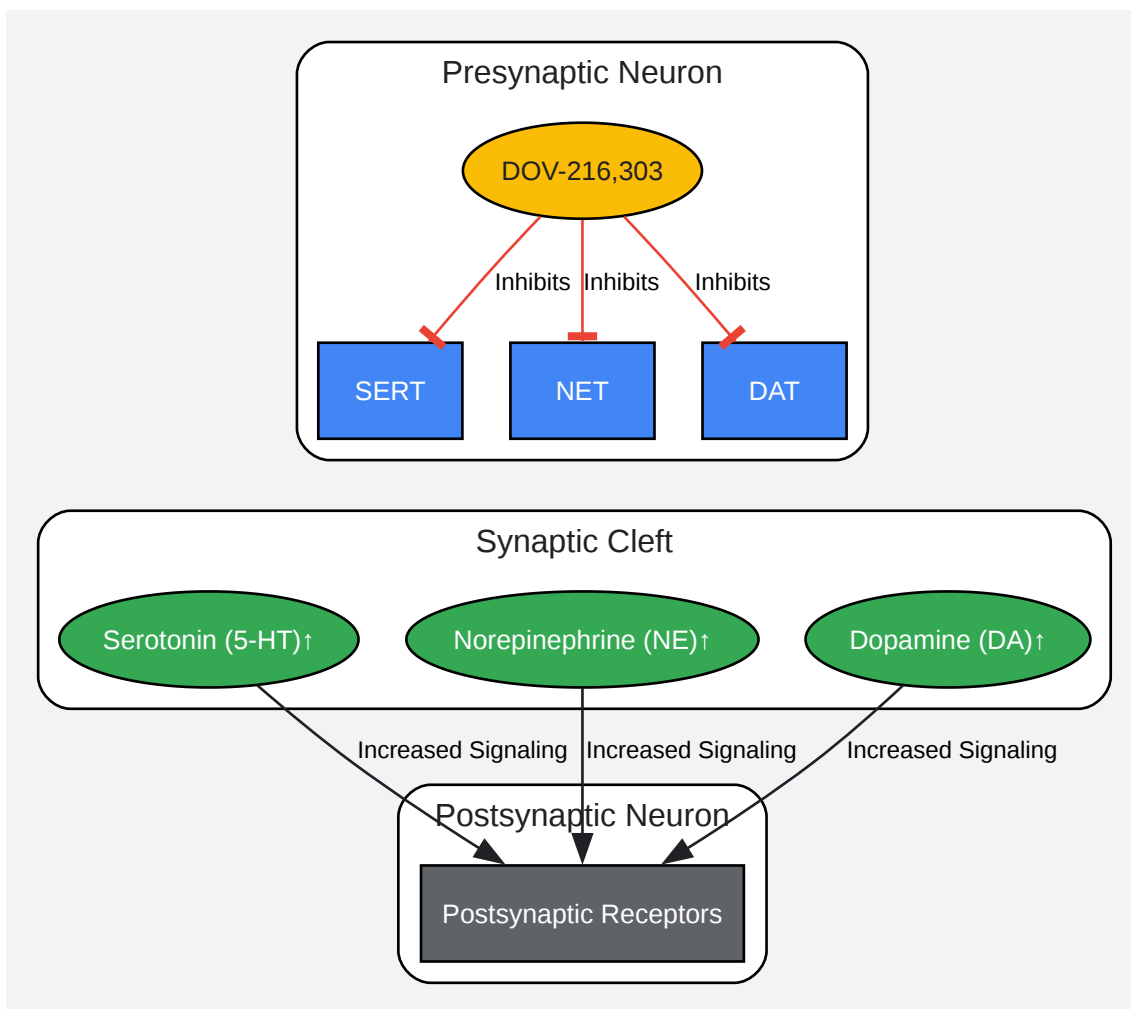 Presynaptic Neuron
DOV-216,303
Inhibits
Inhibits
Inhibits
SERT
NET
DAT
Synaptic Cleft
Serotonin (5-HT)↑
Norepinephrine (NE)↑
Dopamine (DA)↑
Increased Signaling
Increased Signaling
Increased Signaling
Postsynaptic Neuron
Postsynaptic Receptors